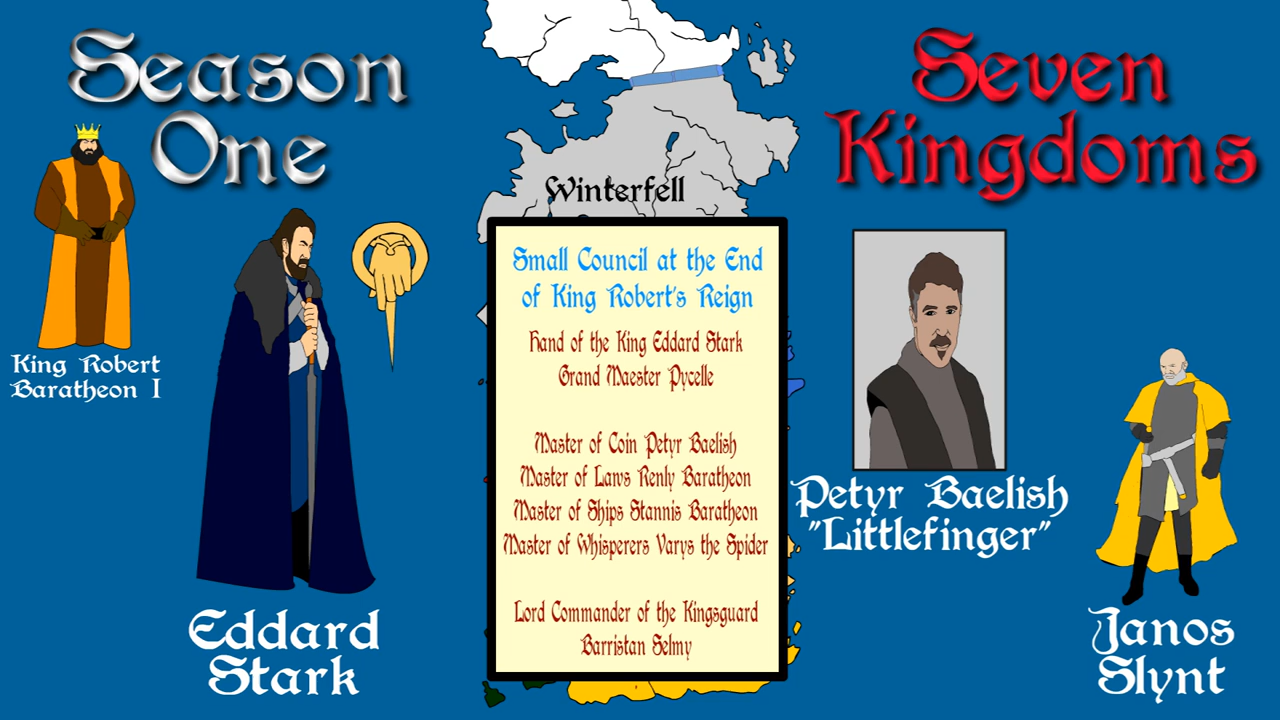 Season
One
Seven
Kingdoms
King Robert
Baratheon I
Eddard
Stark
Winterfell
Small Council at the End
of King Robert's Reign
Hand of the King Eddard Stark
Grand Maester Pycelle
Master of Coin Petyr Baelish
Master of Laws Renly Baratheon
Master of Ships Stannis Baratheon
Master of Whisperers Varys the Spider
Lord Commander of the Kingsguard
Barristan Selmy
Petyr Baelish
"Littlefinger"
Janos
Slynt